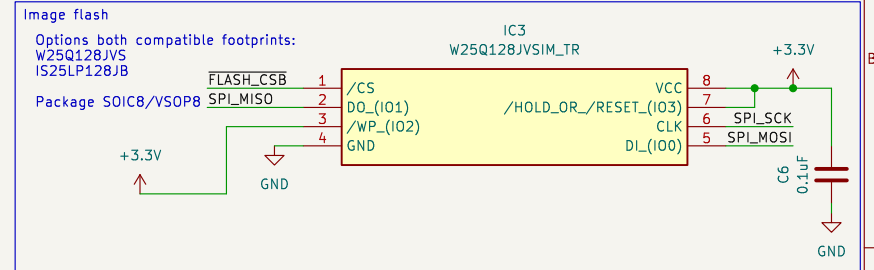 Image flash
Options both compatible footprints:
W25Q128JVS
IS25LP128JB
Package SOIC8/VSOP8
IC3
W25Q128JVSIM_TR
FLASH_CSB 1 /CS
SPI_MISO 2 DO_(IO1)
3 /WP_(IO2)
4 GND
VCC 8
/HOLD_OR_/RESET_(IO3) 7
CLK 6 SPI_SCK
DI_(IO0) 5 SPI_MOSI
+3.3V
+3.3V
GND
C6
0.1uF
GND
B